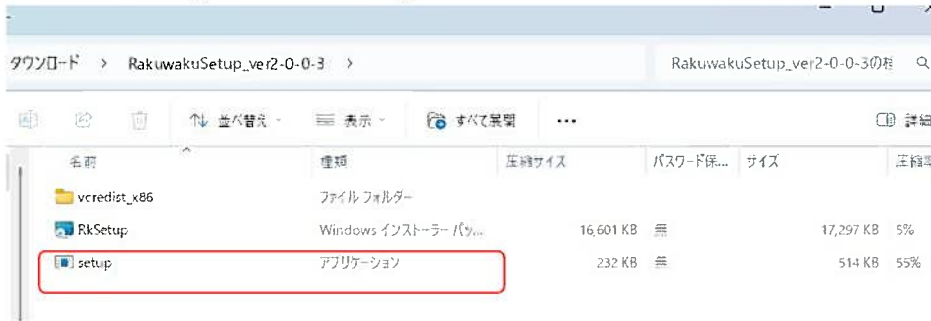 ダウンロード > RakuwakuSetup_ver2-0-0-3 > RakuwakuSetup_ver2-0-0-3の検
並べ替え 表示 すべて展開 ... 詳細
名前 種類 圧縮サイズ パスワード保... サイズ 圧縮率
vcredist_x86 ファイル フォルダー
RkSetup Windows インストーラー パッ... 16,601 KB 無 17,297 KB 5%
setup アプリケーション 232 KB 無 514 KB 55%